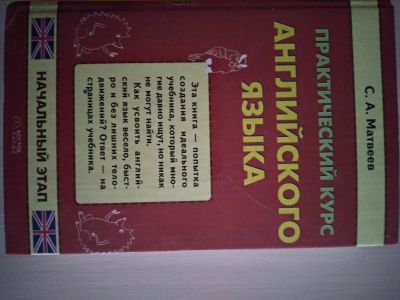 С. А. Матвеев
ПРАКТИЧЕСКИЙ КУРС
АНГЛИЙСКОГО
ЯЗЫКА
Эта книга — попытка
создания идеального
учебника, который мно-
гие давно ищут, но никак
не могут найти.
Как усвоить англий-
ский язык весело, быст-
ро и без лишних тело-
движений? Ответ — на
страницах учебника.
НАЧАЛЬНЫЙ ЭТАП